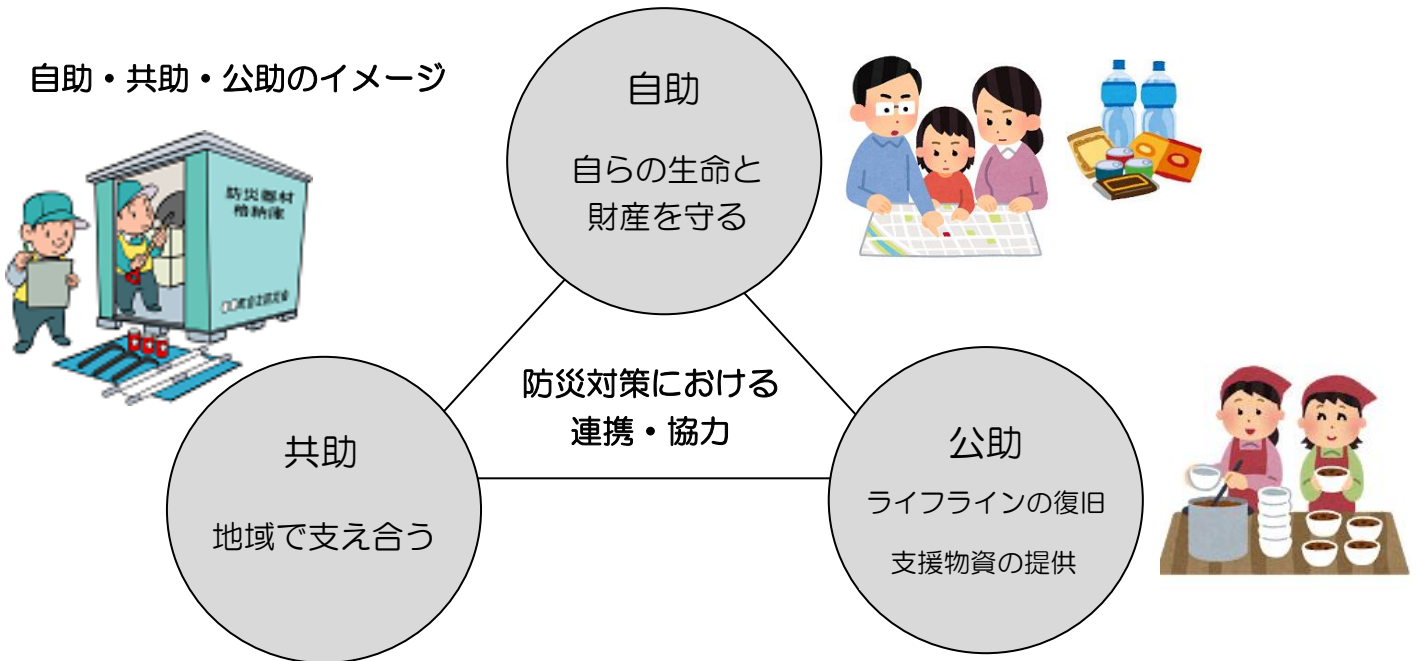 自助・共助・公助のイメージ
自助
自らの生命と
財産を守る
防災器材
格納庫
防災対策における
連携・協力
共助
地域で支え合う
公助
ライフラインの復旧
支援物資の提供